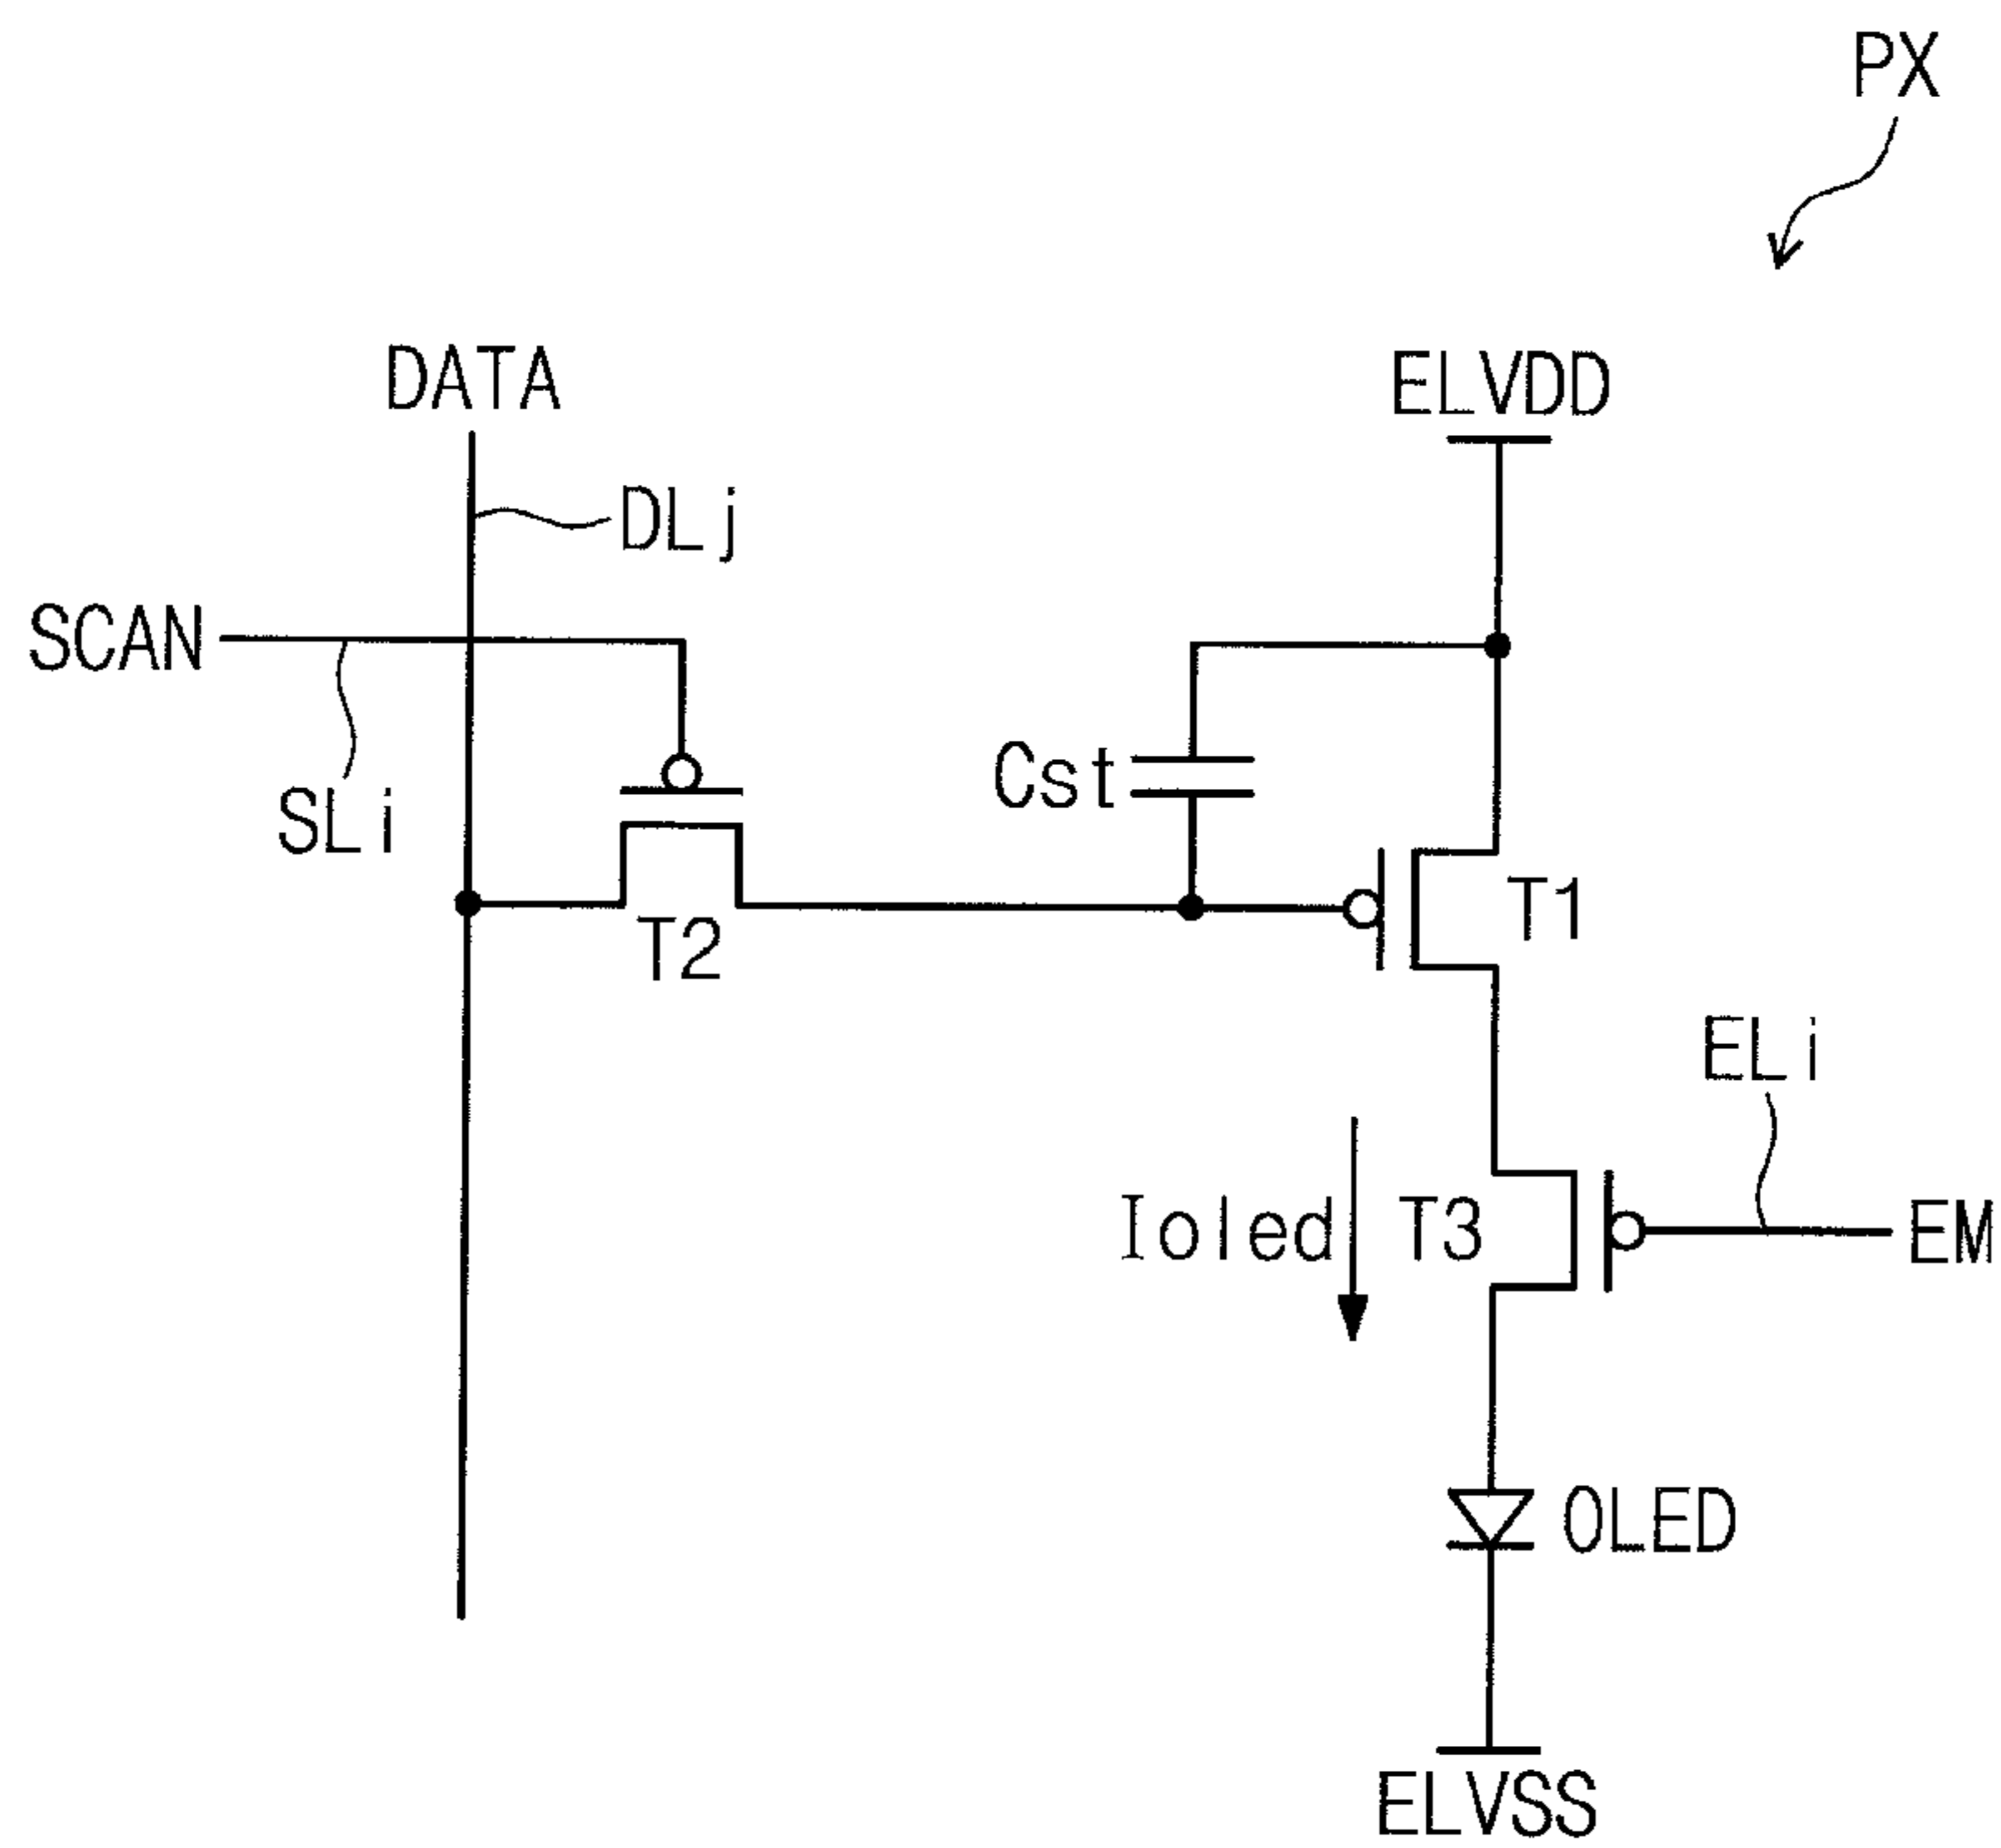 PX
DATA
ELVDD
DLj
SCAN
Cst
SLi
T1
T2
ELi
Ioled
T3
EM
OLED
ELVSS